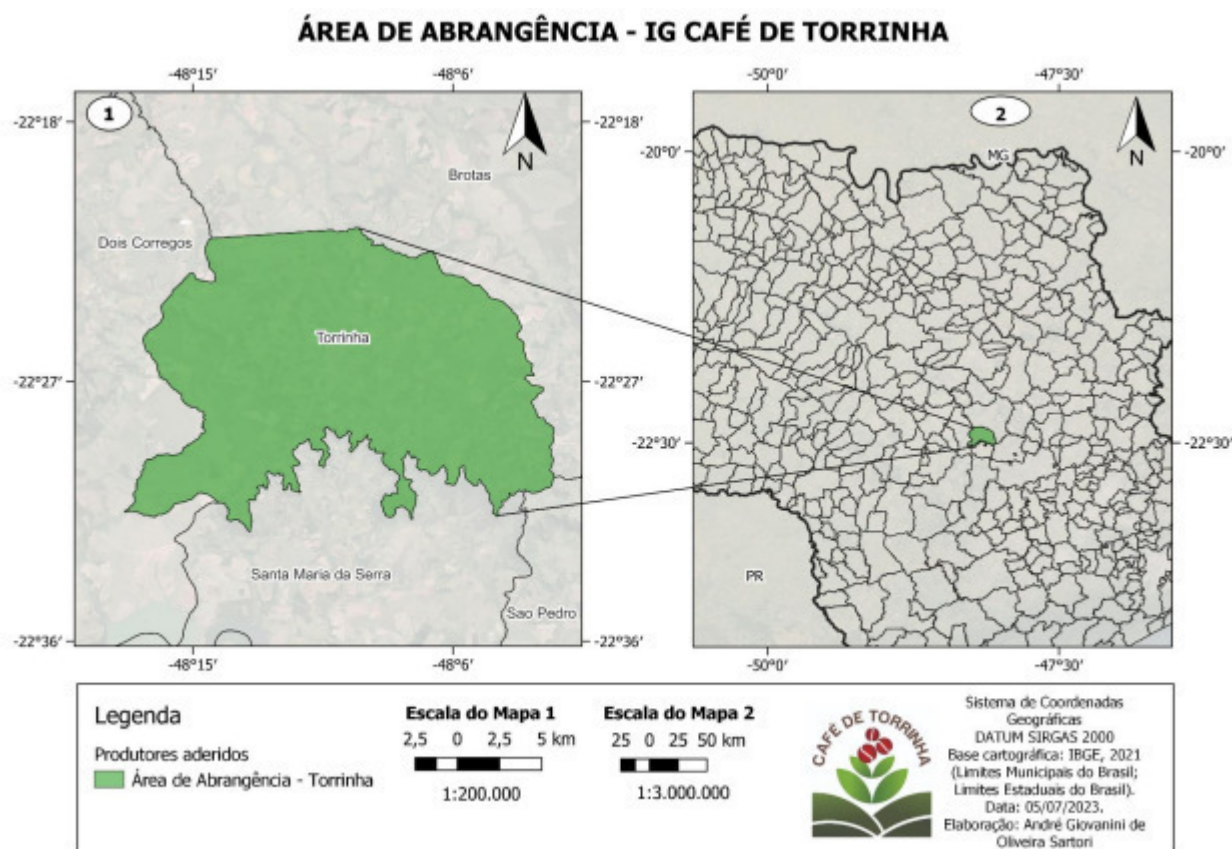 ÁREA DE ABRANGÊNCIA - IG CAFÉ DE TORRINHA
-48°15' -48°6'
-50°0' -47°30'
1
N
-22°18' -22°18'
Brotas
Dois Corregos
Torrinha
-22°27' -22°27'
Santa Maria da Serra
Sao Pedro
-22°36' -22°36'
-48°15' -48°6'
2
N
MG
-20°0' -20°0'
-22°30' -22°30'
PR
-50°0' -47°30'
Legenda
Produtores aderidos
Área de Abrangência - Torrinha
Escala do Mapa 1
2,5 0 2,5 5 km
1:200.000
Escala do Mapa 2
25 0 25 50 km
1:3.000.000
CAFÉ DE TORRINHA
Sistema de Coordenadas
Geográficas
DATUM SIRGAS 2000
Base cartográfica: IBGE, 2021
(Limites Municipais do Brasil;
Limites Estaduais do Brasil).
Data: 05/07/2023.
Elaboração: André Giovanini de
Oliveira Sartori